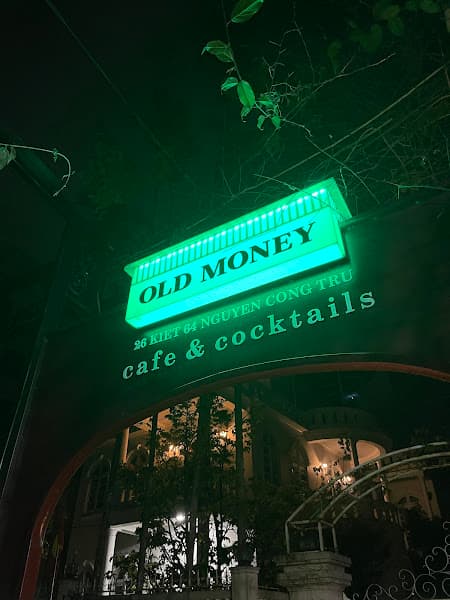 OLD MONEY
26 KIET 64 NGUYEN CONG TRU
cafe & cocktails